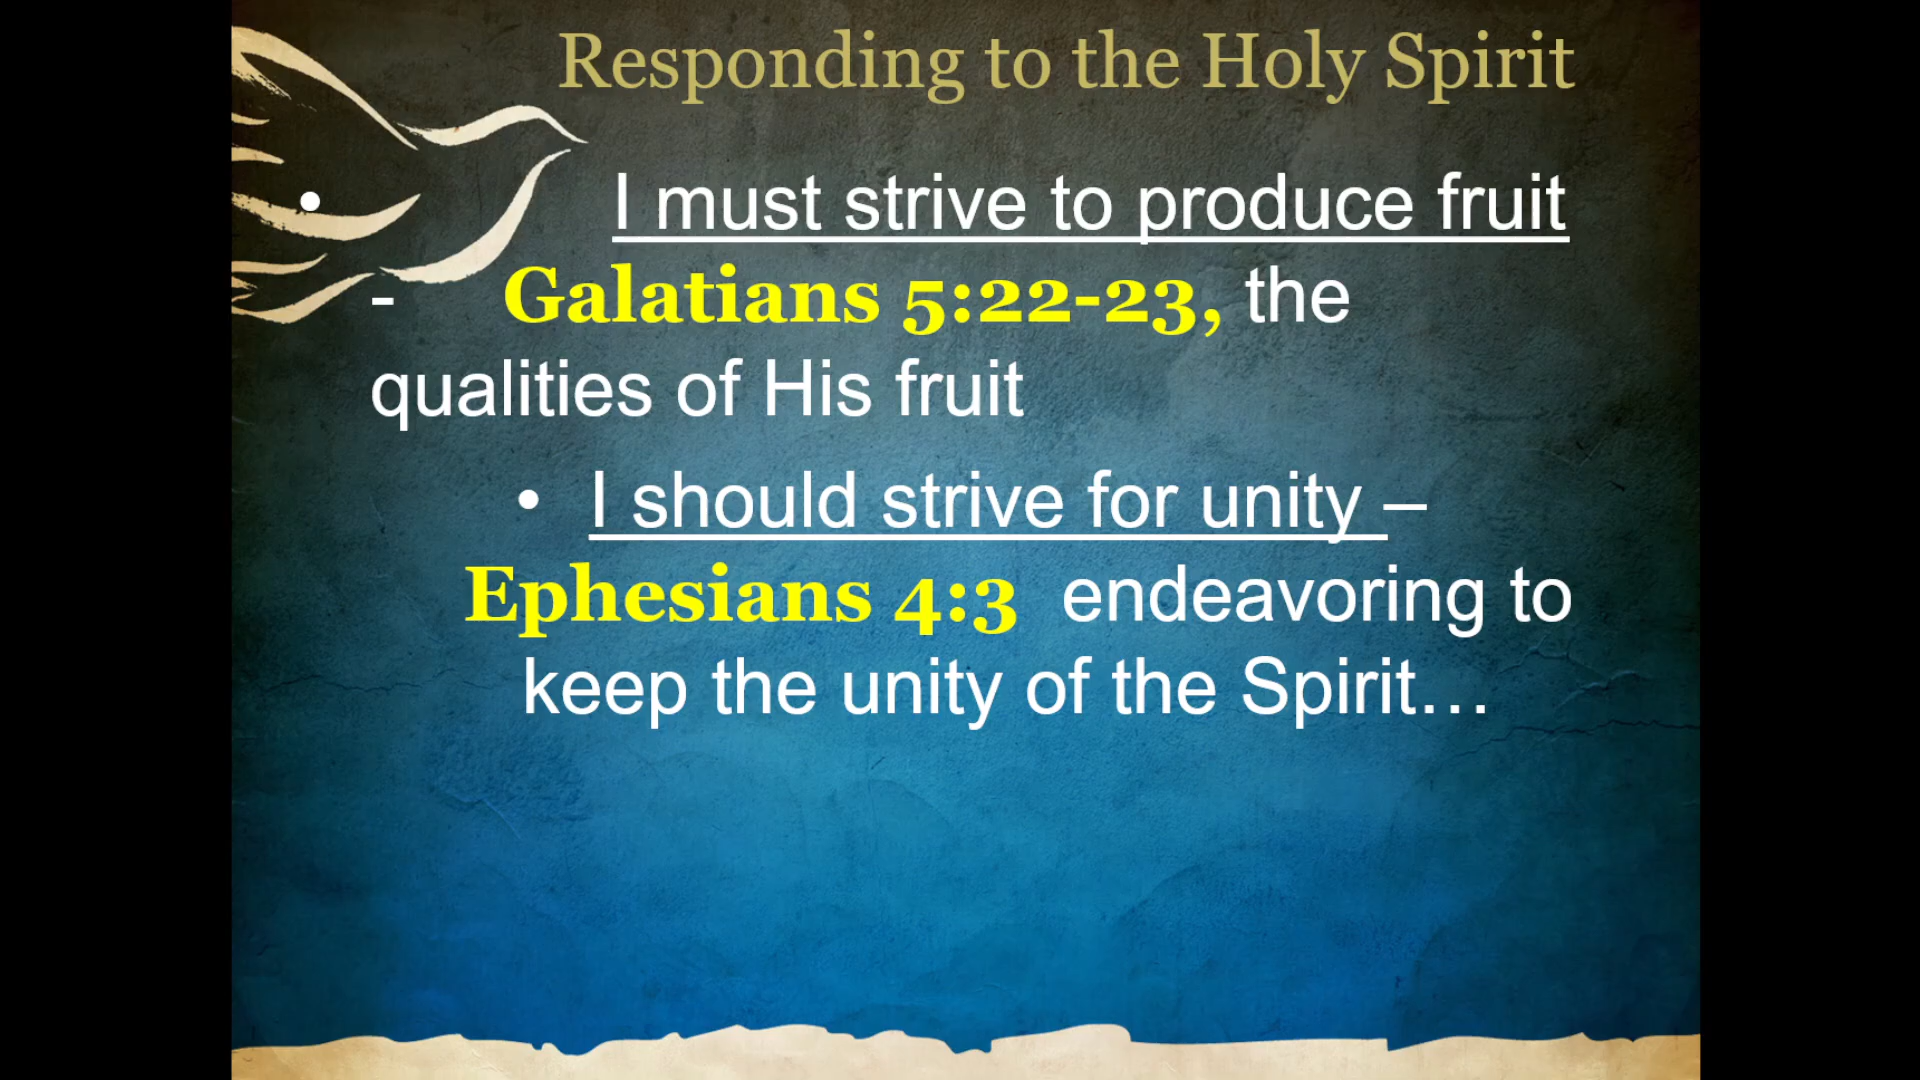 Responding to the Holy Spirit
• I must strive to produce fruit
- Galatians 5:22-23, the
qualities of His fruit
• I should strive for unity –
Ephesians 4:3 endeavoring to
keep the unity of the Spirit…